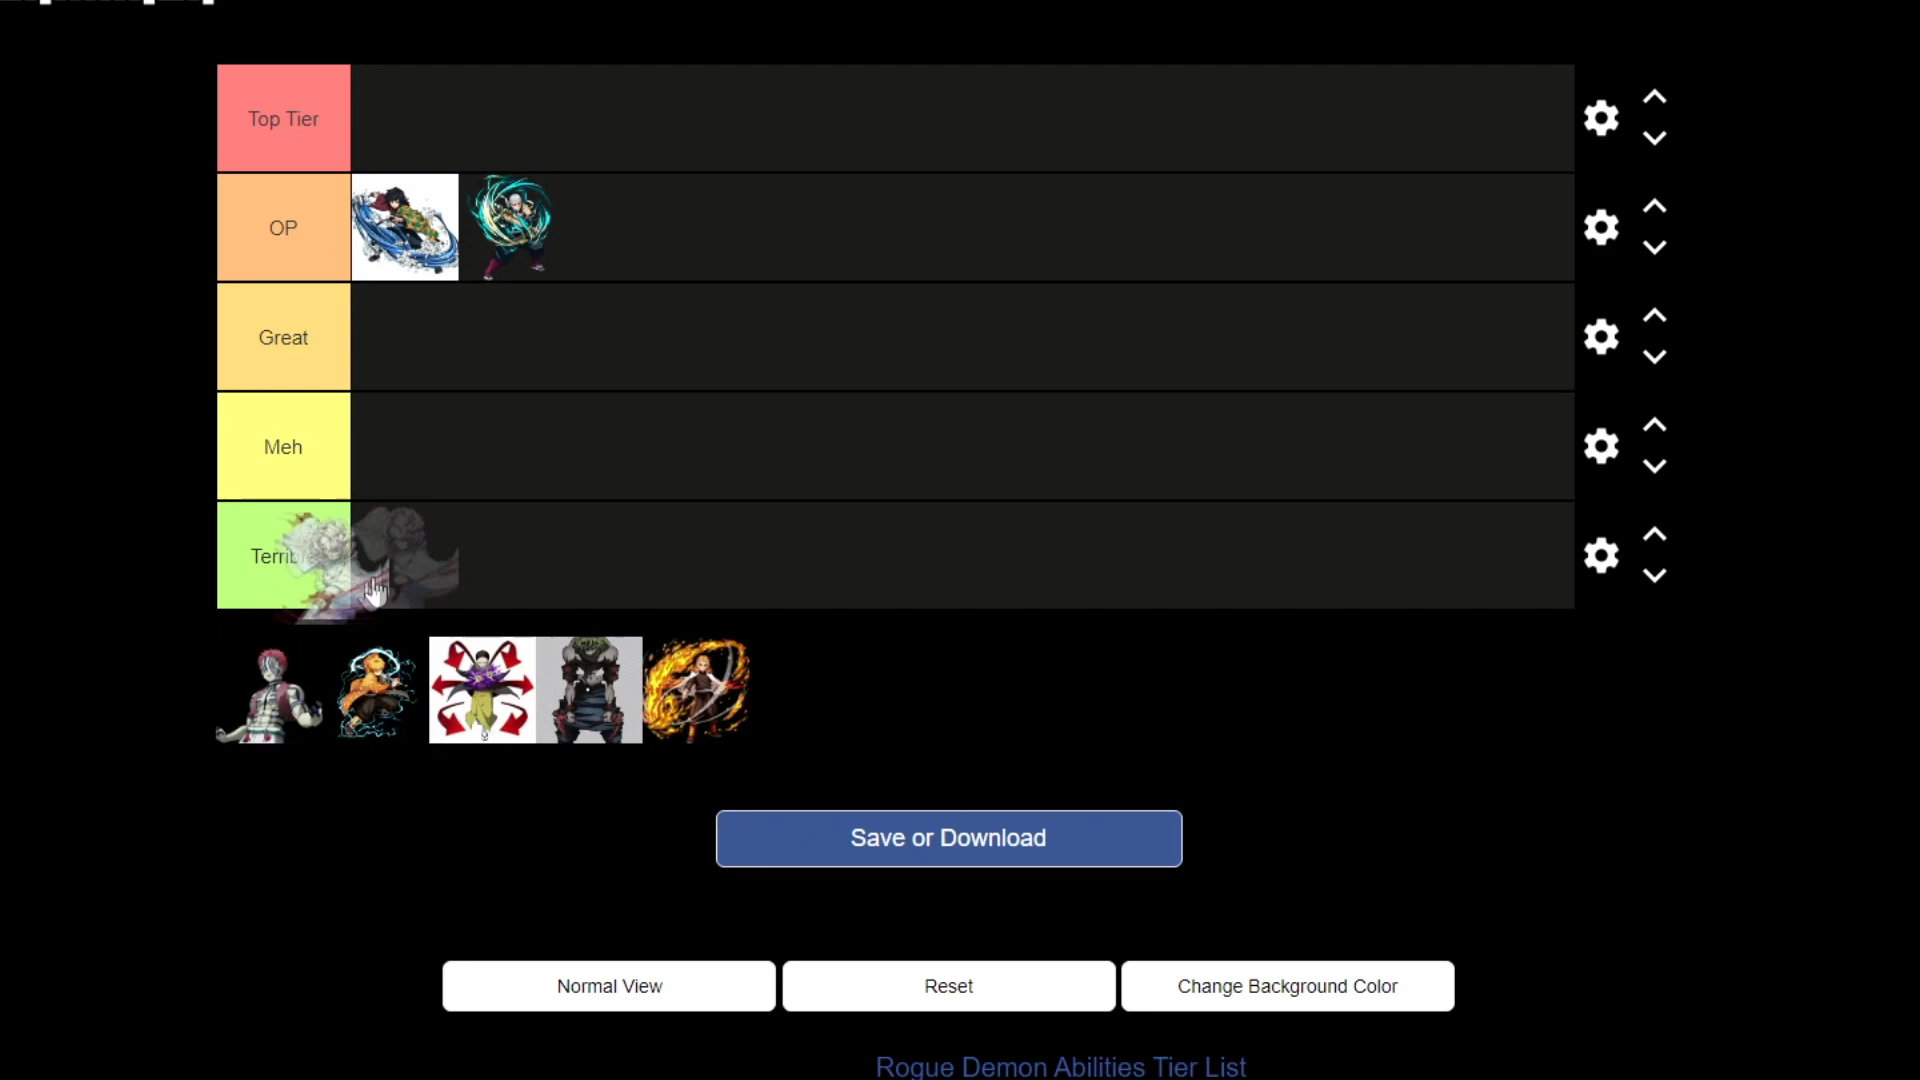 Top Tier
OP
Great
Meh
Save or Download
Normal View
Reset
Change Background Color
Rogue Demon Abilities Tier List